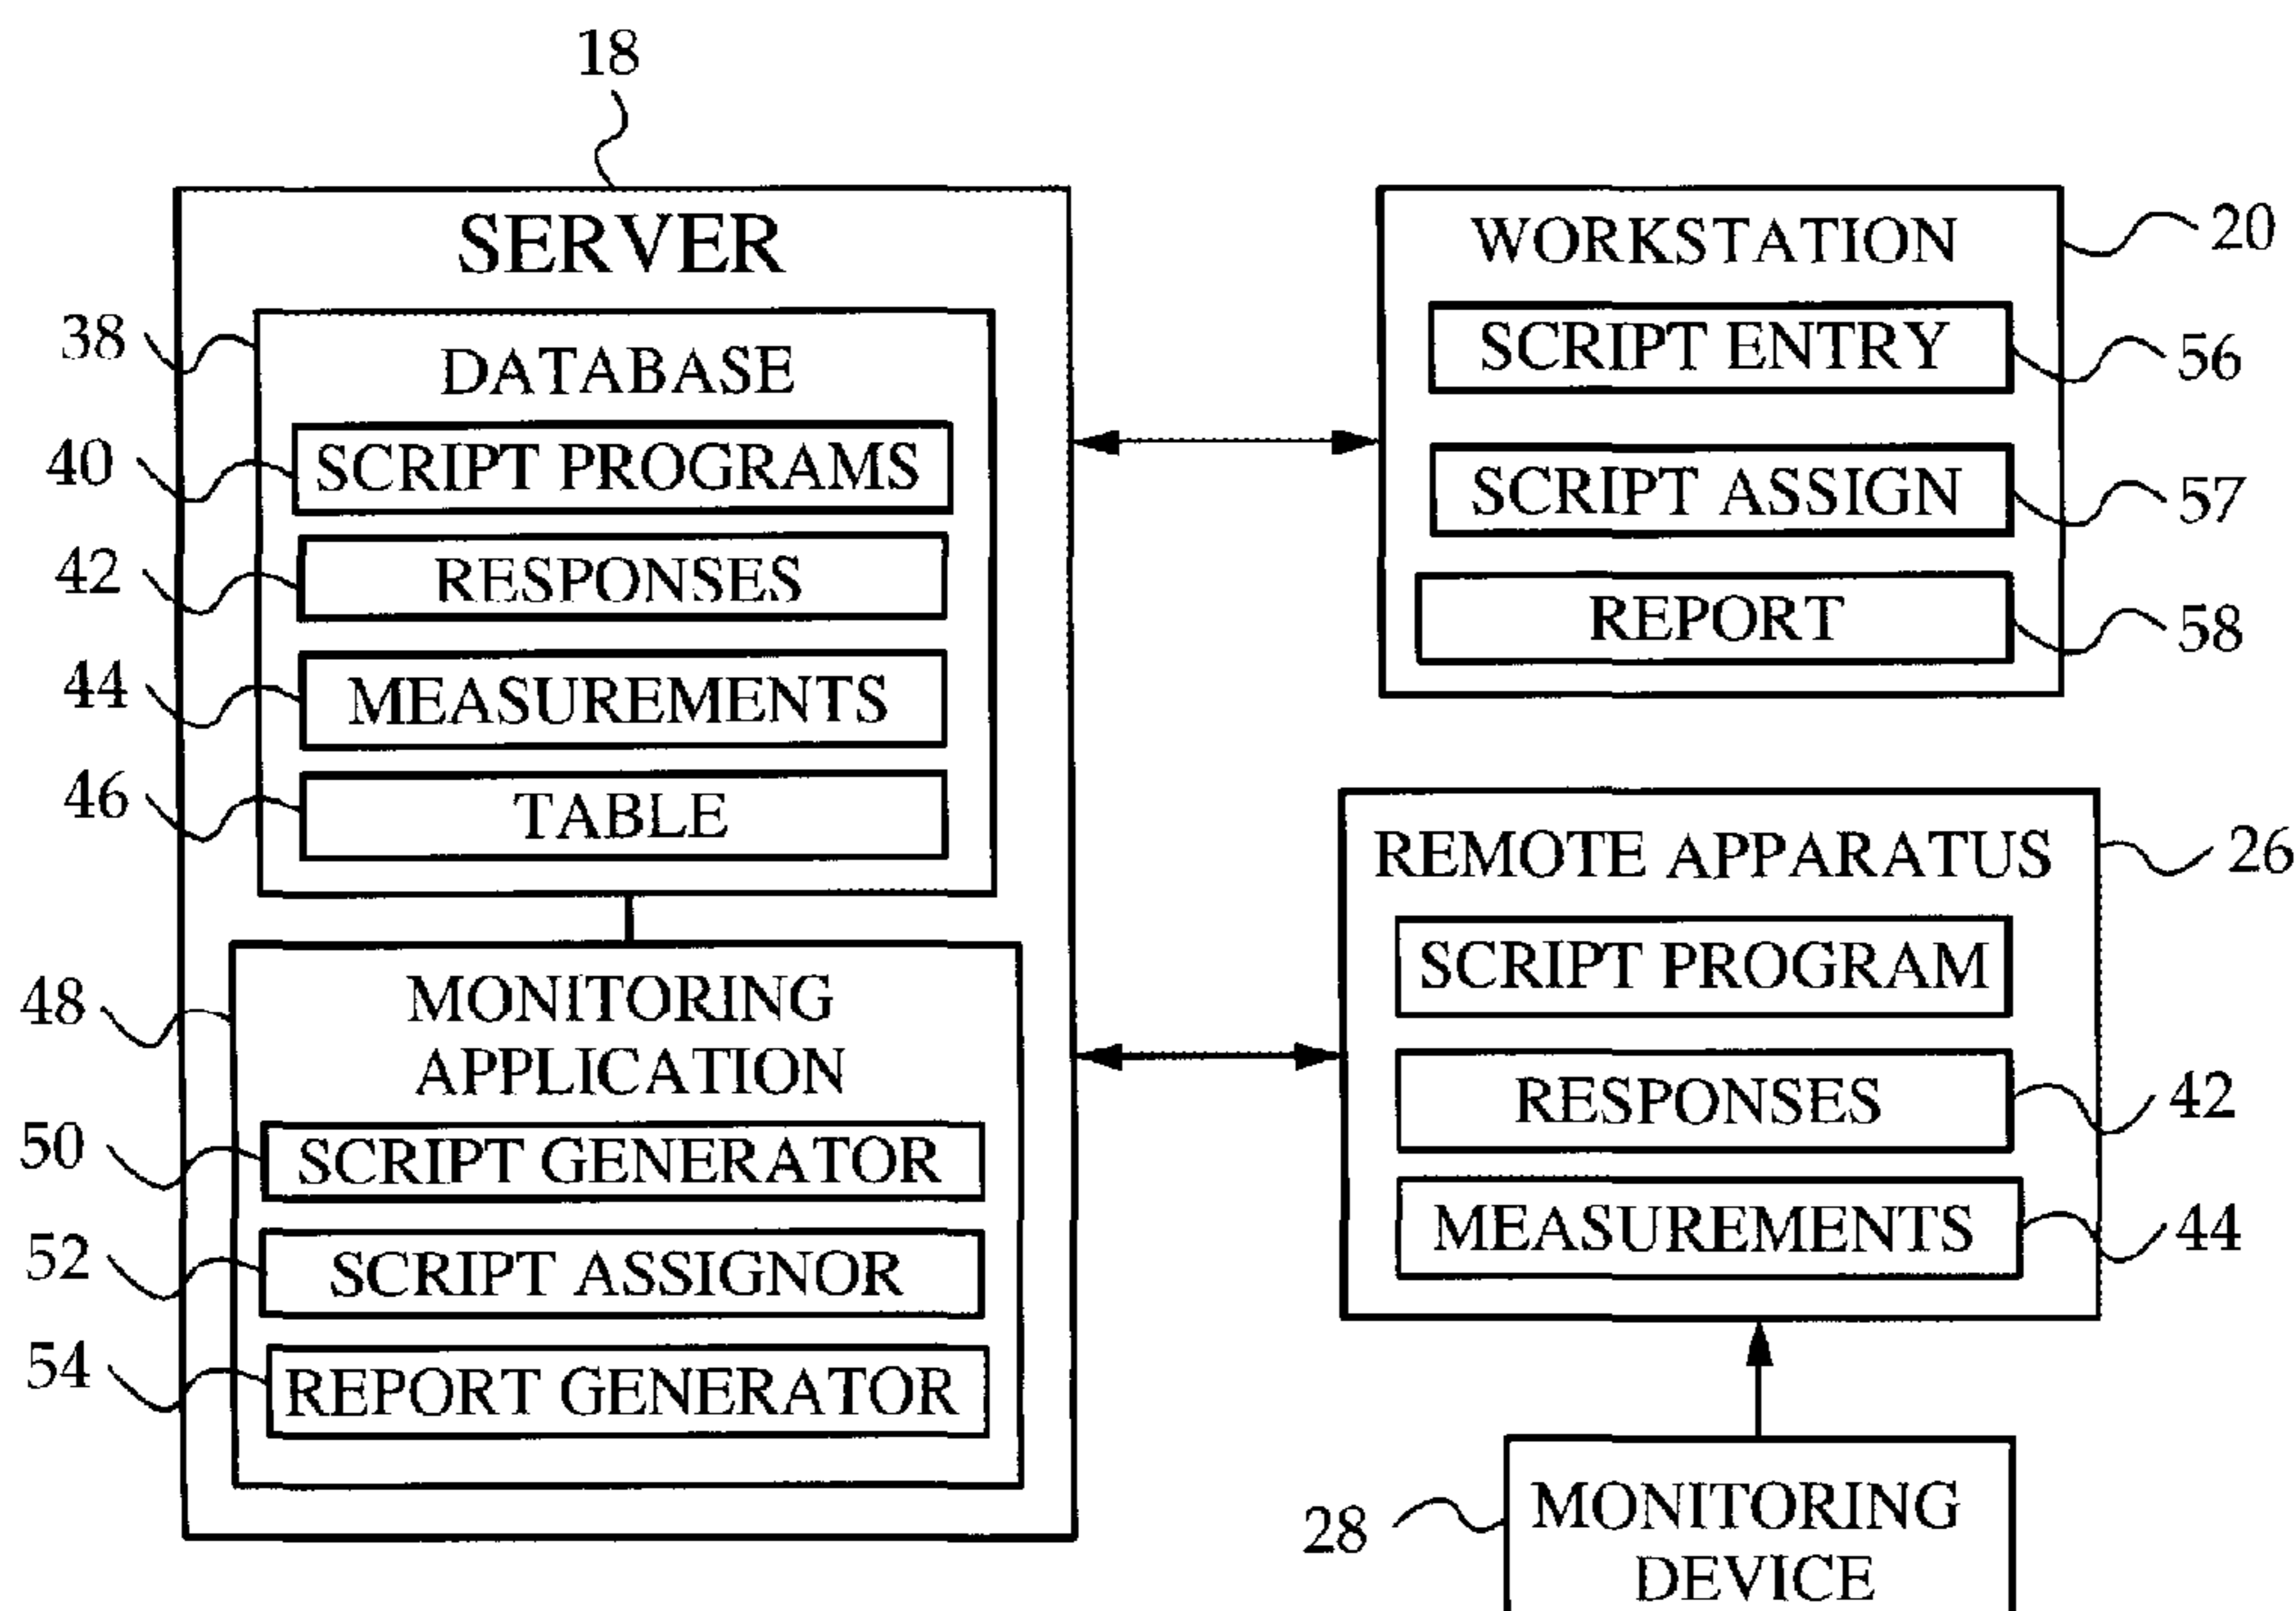 18
SERVER
38
DATABASE
40
SCRIPT PROGRAMS
42
RESPONSES
44
MEASUREMENTS
46
TABLE
48
MONITORING
APPLICATION
50
SCRIPT GENERATOR
52
SCRIPT ASSIGNOR
54
REPORT GENERATOR
WORKSTATION
20
SCRIPT ENTRY
56
SCRIPT ASSIGN
57
REPORT
58
REMOTE APPARATUS
26
SCRIPT PROGRAM
RESPONSES
42
MEASUREMENTS
44
28
MONITORING
DEVICE